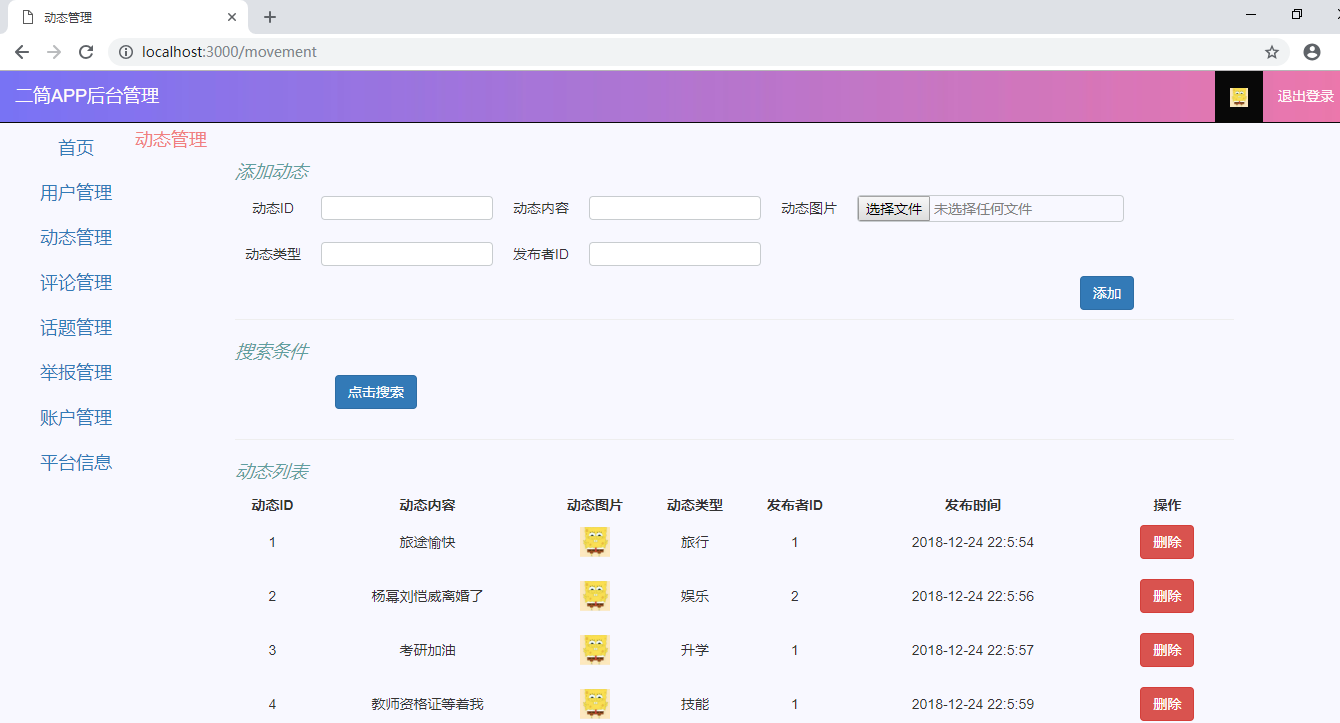 动态管理
localhost:3000/movement
二筒APP后台管理
退出登录
首页
用户管理
动态管理
评论管理
话题管理
举报管理
账户管理
平台信息
动态管理
添加动态
动态ID 动态内容 动态图片 选择文件 未选择任何文件
动态类型 发布者ID
添加
搜索条件
点击搜索
动态列表
动态ID 动态内容 动态图片 动态类型 发布者ID 发布时间 操作
1 旅途愉快 旅行 1 2018-12-24 22:5:54 删除
2 杨幂刘恺威离婚了 娱乐 2 2018-12-24 22:5:56 删除
3 考研加油 升学 1 2018-12-24 22:5:57 删除
4 教师资格证等着我 技能 1 2018-12-24 22:5:59 删除